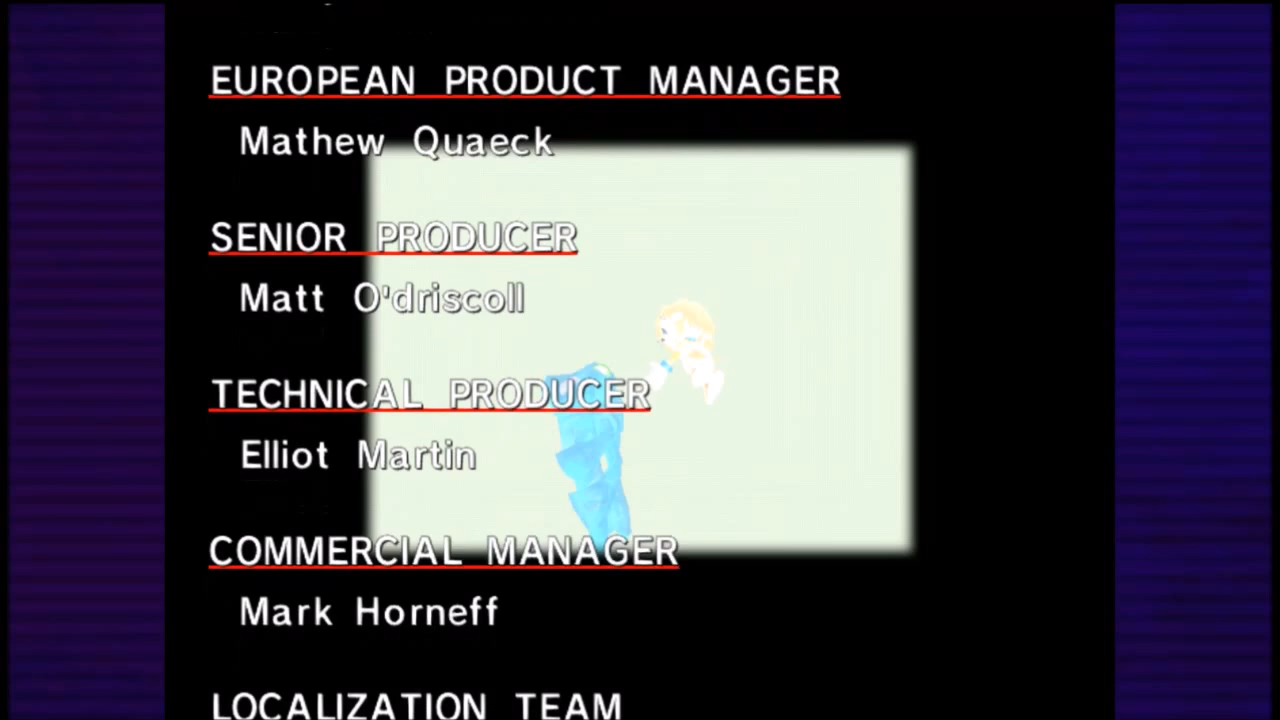 EUROPEAN PRODUCT MANAGER
Mathew Quaeck
SENIOR PRODUCER
Matt O'driscoll
TECHNICAL PRODUCER
Elliot Martin
COMMERCIAL MANAGER
Mark Horneff
LOCALIZATION TEAM